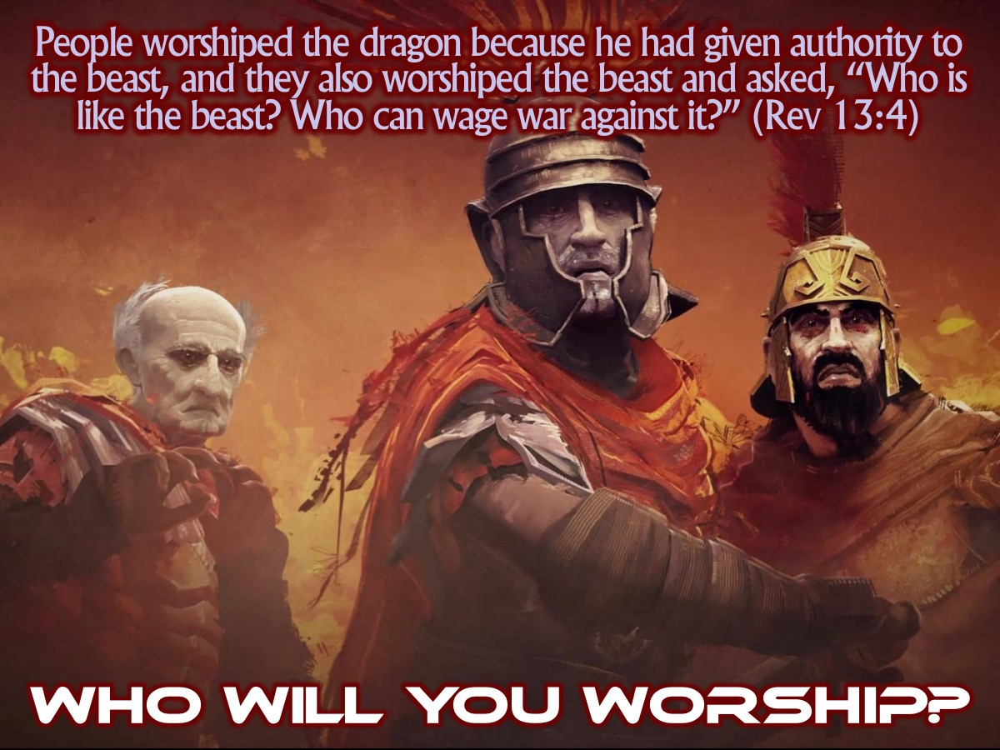 People worshiped the dragon because he had given authority to
the beast, and they also worshiped the beast and asked, “Who is
like the beast? Who can wage war against it?” (Rev 13:4)
WHO WILL YOU WORSHIP?